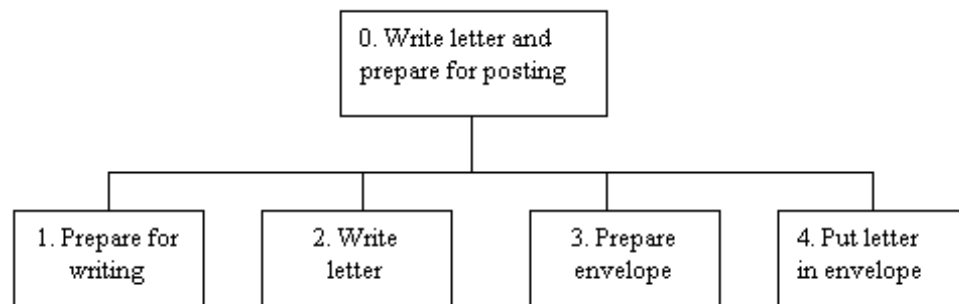 0. Write letter and
prepare for posting
1. Prepare for
writing
2. Write
letter
3. Prepare
envelope
4. Put letter
in envelope